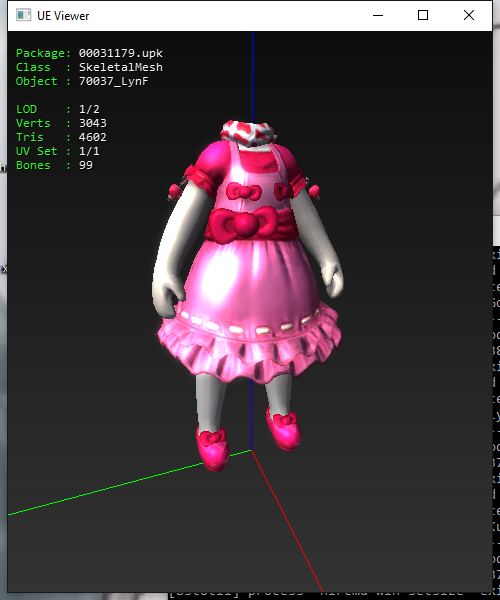 UE Viewer
Package: 00031179.upk
Class : SkeletalMesh
Object : 70037_LynF
LOD : 1/2
Verts : 3043
Tris : 4602
UV Set : 1/1
Bones : 99